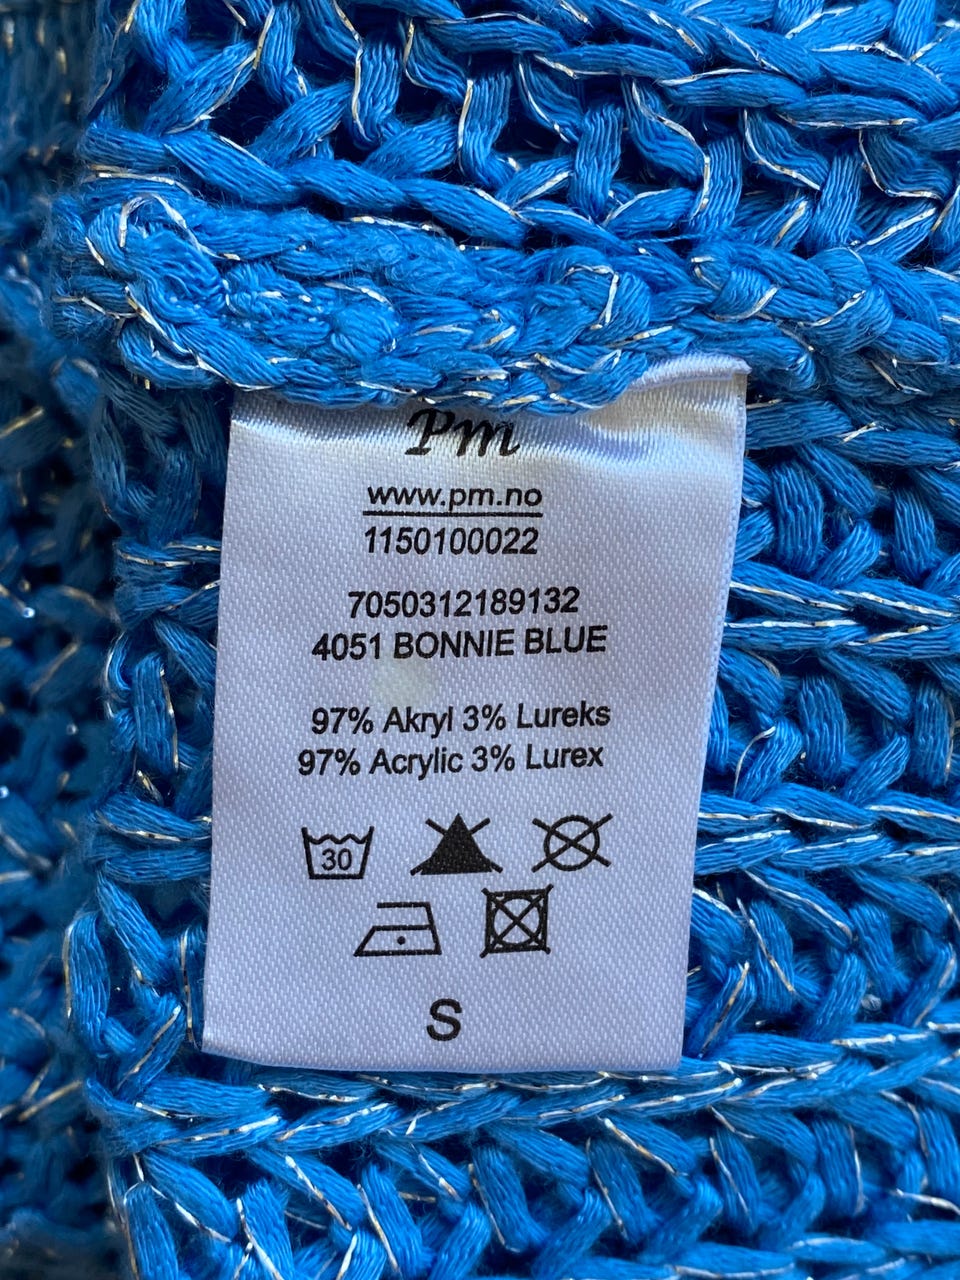 Pm
www.pm.no
1150100022
7050312189132
4051 BONNIE BLUE
97% Akryl 3% Lureks
97% Acrylic 3% Lurex
30
S